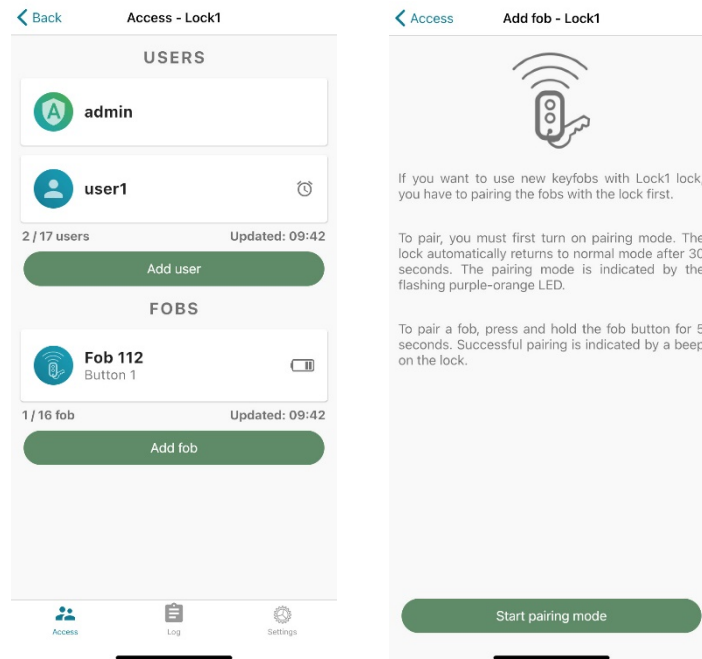 Back
Access - Lock1
USERS
A
admin
user1
2 / 17 users
Updated: 09:42
Add user
FOBS
Fob 112
Button 1
1 / 16 fob
Updated: 09:42
Add fob
Access
Log
Settings
Access
Add fob - Lock1
If you want to use new keyfobs with Lock1 lock,
you have to pairing the fobs with the lock first.
To pair, you must first turn on pairing mode. The
lock automatically returns to normal mode after 30
seconds. The pairing mode is indicated by the
flashing purple-orange LED.
To pair a fob, press and hold the fob button for 5
seconds. Successful pairing is indicated by a beep
on the lock.
Start pairing mode